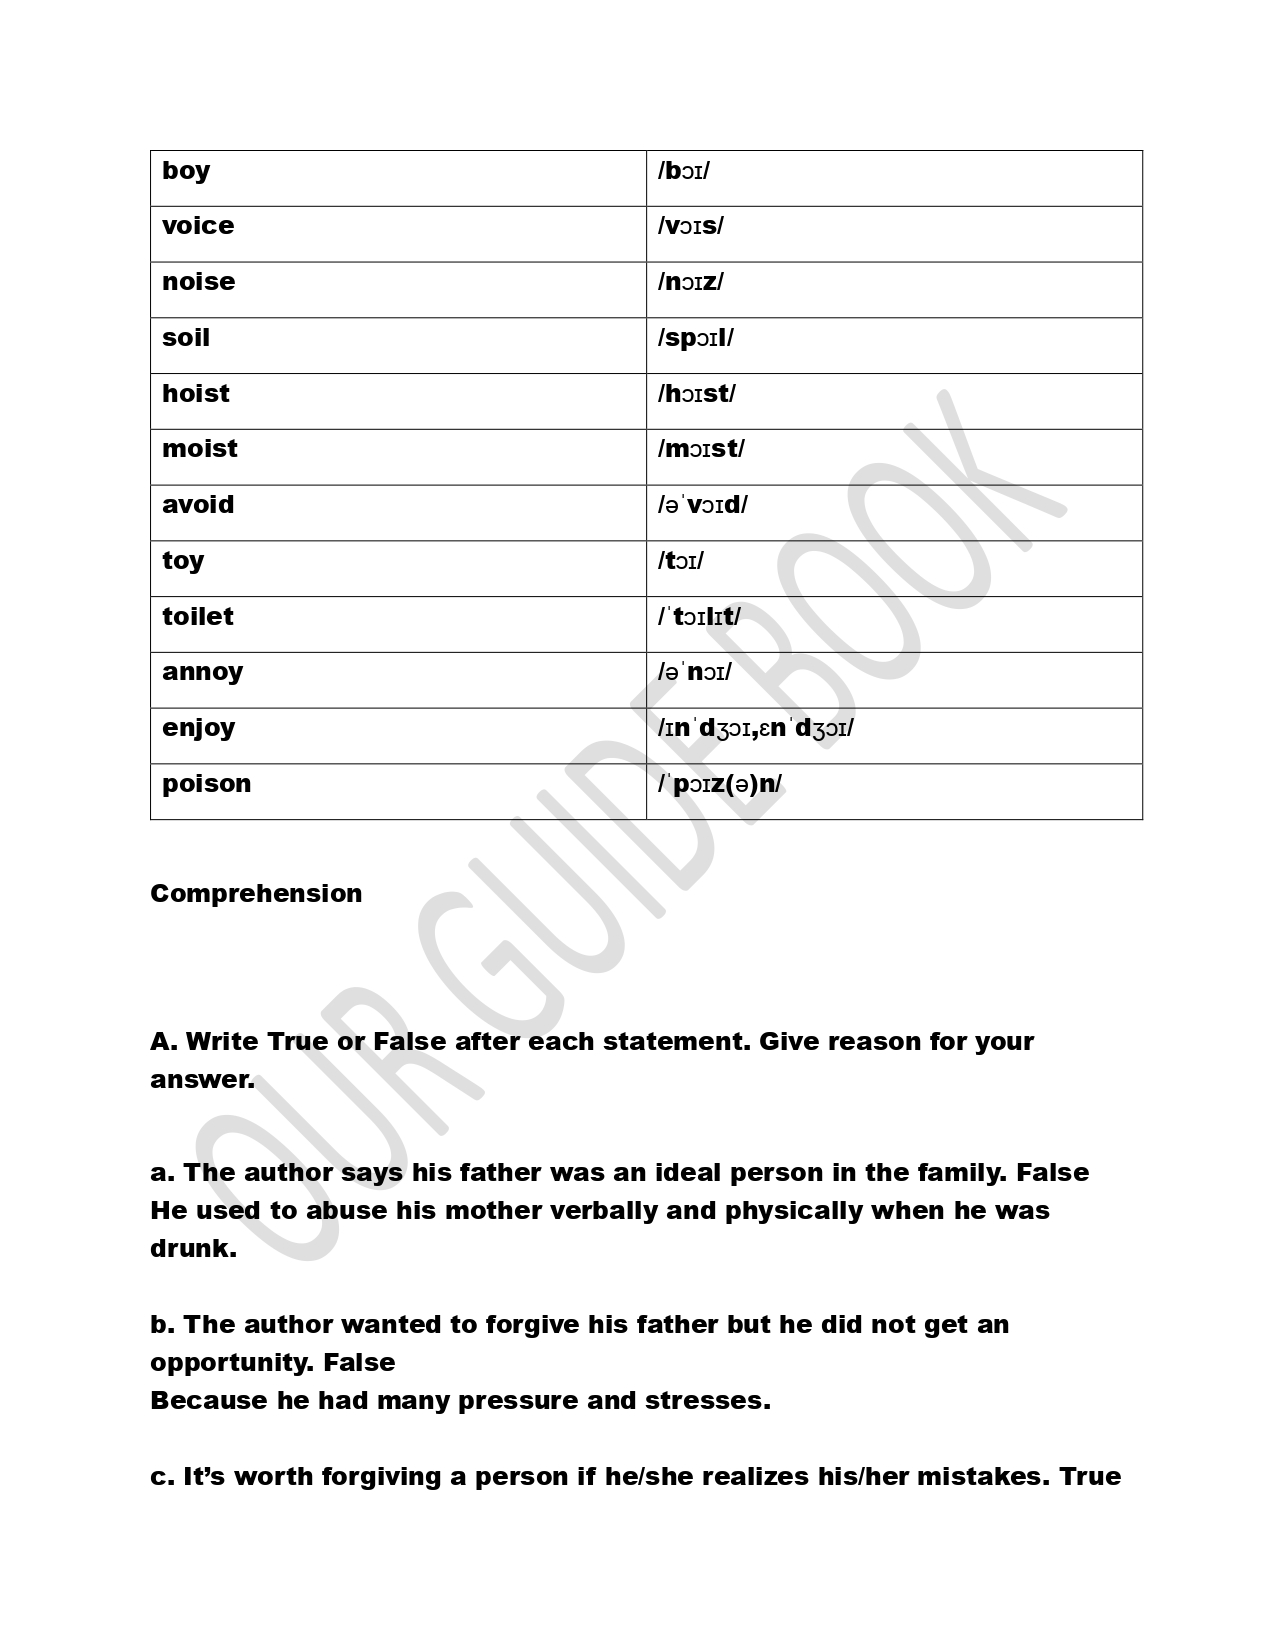 boy /bɔɪ/
voice /vɔɪs/
noise /nɔɪz/
soil /spɔɪl/
hoist /hɔɪst/
moist /mɔɪst/
avoid /əˈvɔɪd/
toy /tɔɪ/
toilet /ˈtɔɪlɪt/
annoy /əˈnɔɪ/
enjoy /ɪnˈdʒɔɪ,ɛnˈdʒɔɪ/
poison /ˈpɔɪz(ə)n/
OUR GUIDE BOOK
Comprehension
A. Write True or False after each statement. Give reason for your
answer.
a. The author says his father was an ideal person in the family. False
He used to abuse his mother verbally and physically when he was
drunk.
b. The author wanted to forgive his father but he did not get an
opportunity. False
Because he had many pressure and stresses.
c. It’s worth forgiving a person if he/she realizes his/her mistakes. True